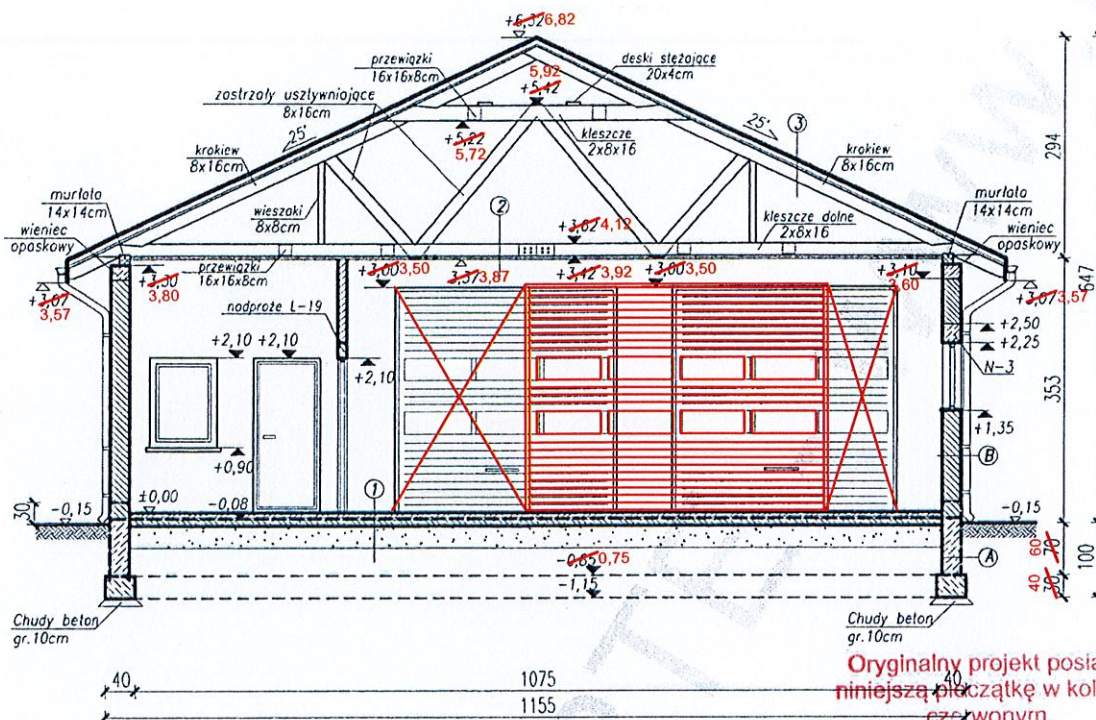 +6,32 6,82
przewiązki
16x16x8cm
5,92
+5,42
deski stężające
20x4cm
zastrzały usztywniające
8x16cm
25°
+5,22
5,72
kleszcze
2x8x16
25°
3
krokiew
8x16cm
krokiew
8x16cm
294
murłata
14x14cm
wieszaki
8x8cm
2
+3,62 4,12
kleszcze dolne
2x8x16
murłata
14x14cm
wieniec
opaskowy
wieniec
opaskowy
przewiązki
16x16x8cm
+3,30
3,80
+3,00 3,50
3,37 3,87
+3,42 3,92
+3,00 3,50
+3,10
3,60
647
+3,07
3,57
+3,07 3,57
nadproże L-19
+2,50
+2,25
+2,10
+2,10
+2,10
N-3
353
+1,35
+0,90
B
±0,00
-0,08
1
30
-0,15
-0,15
-0,85 0,75
-1,15
A
60 70
40 30
100
Chudy beton
gr.10cm
Chudy beton
gr.10cm
Oryginalny projekt posia
niniejszą pieczątkę w kol
czerwonym
40
1075
40
1155